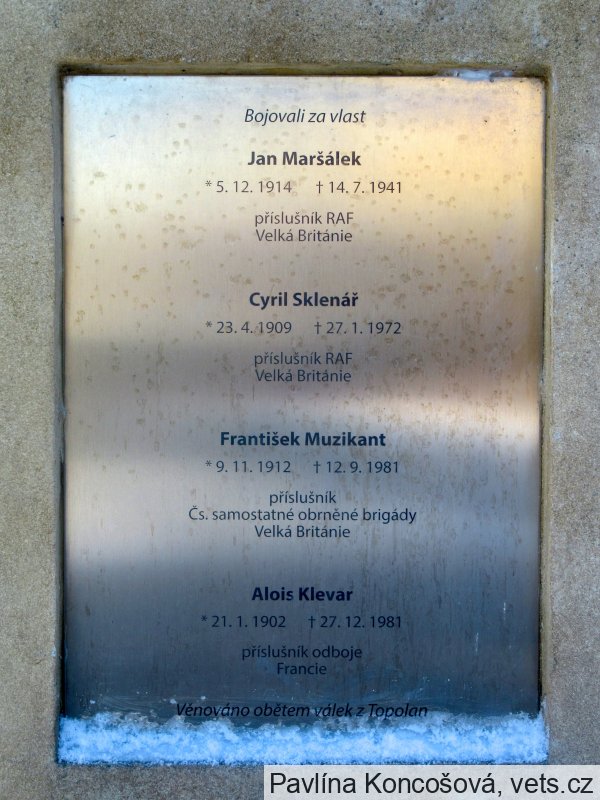 Bojovali za vlast
Jan Maršálek
* 5. 12. 1914 † 14. 7. 1941
příslušník RAF
Velká Británie
Cyril Sklenář
* 23. 4. 1909 † 27. 1. 1972
příslušník RAF
Velká Británie
František Muzikant
* 9. 11. 1912 † 12. 9. 1981
příslušník
Čs. samostatné obrněné brigády
Velká Británie
Alois Klevar
* 21. 1. 1902 † 27. 12. 1981
příslušník odboje
Francie
Věnováno obětem válek z Topolan
Pavlína Koncošová, vets.cz